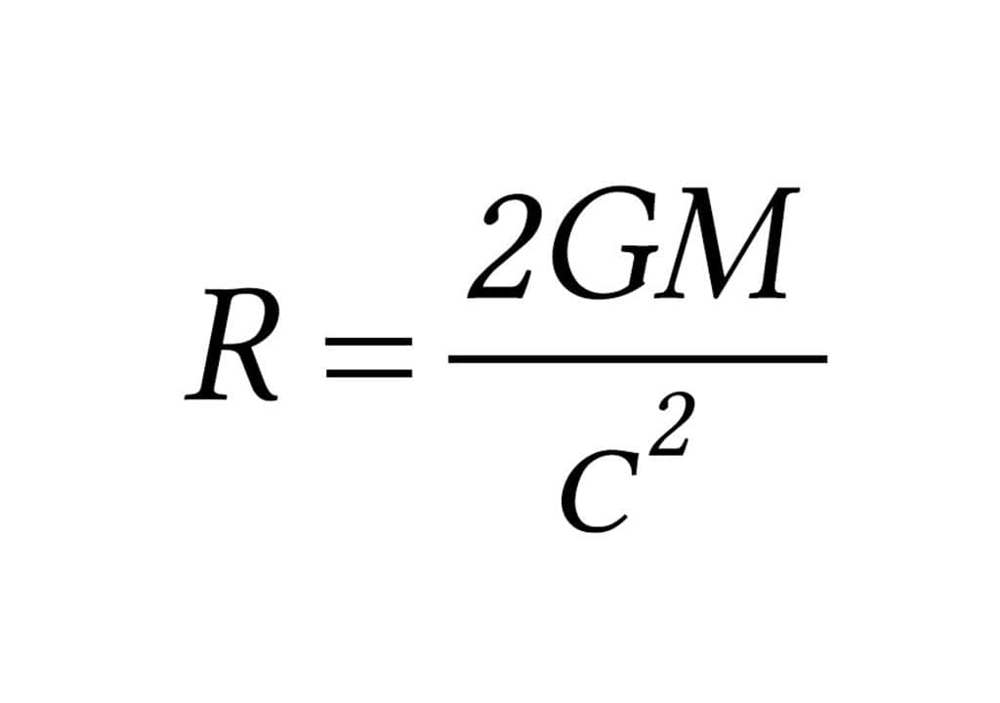 R = 2GM
c²